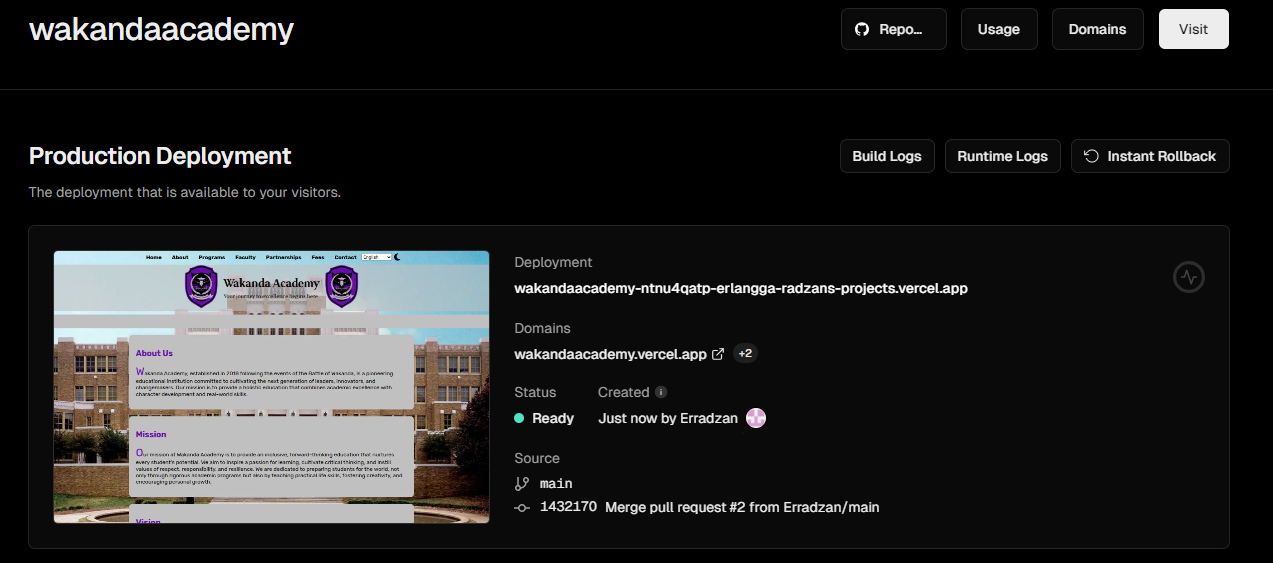 wakandaacademy
Repo...
Usage
Domains
Visit
Production Deployment
Build Logs
Runtime Logs
Instant Rollback
The deployment that is available to your visitors.
Home About Programs Faculty Partnerships Fees Contact English
Wakanda Academy
Your journey to excellence begins here
About Us
Wakanda Academy, established in 2018 following the events of the Battle of Wakanda, is a pioneering
educational institution committed to cultivating the next generation of leaders, innovators, and
changemakers. Our mission is to provide a holistic education that combines academic excellence with
character development and real-world skills.
Mission
Our mission at Wakanda Academy is to provide an inclusive, forward-thinking education that nurtures
every student's potential. We aim to inspire a passion for learning, cultivate critical thinking, and instill
values of respect, responsibility, and resilience. We are dedicated to preparing students for the world, not
only through rigorous academic programs but also by teaching practical life skills, fostering creativity, and
encouraging personal growth.
Vision
Deployment
wakandaacademy-ntnu4qatp-erlangga-radzans-projects.vercel.app
Domains
wakandaacademy.vercel.app +2
Status Created
Ready Just now by Erradzan
Source
main
1432170 Merge pull request #2 from Erradzan/main